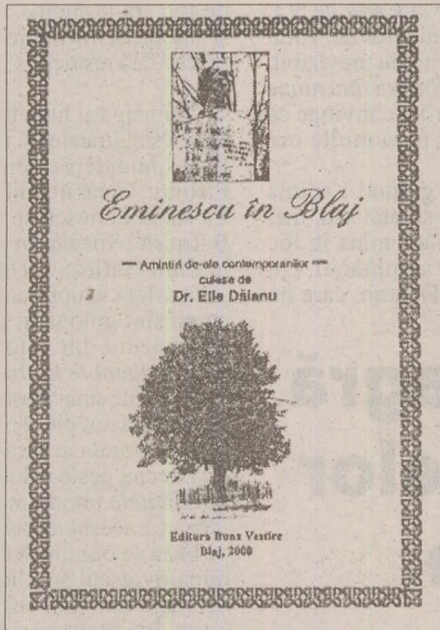 Eminescu în Blaj
— Amintiri de-ale contemporanilor —
culese de
Dr. Elie Dăianu
Editura Buna Vestire
Blaj, 2000